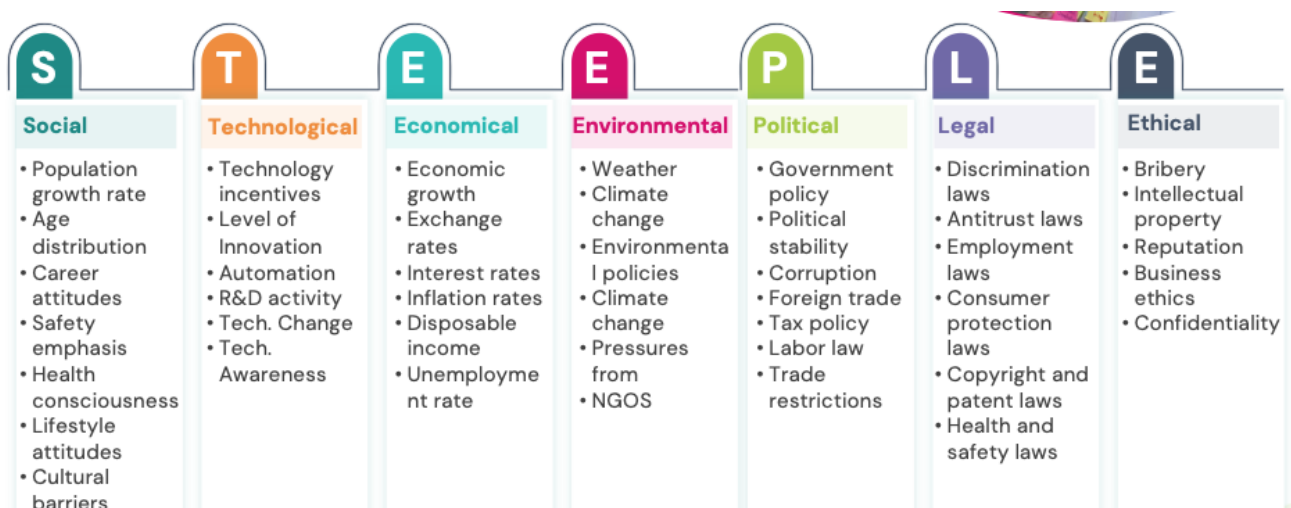 S
Social
• Population
growth rate
• Age
distribution
• Career
attitudes
• Safety
emphasis
• Health
consciousness
• Lifestyle
attitudes
• Cultural
barriers
T
Technological
• Technology
incentives
• Level of
Innovation
• Automation
• R&D activity
• Tech. Change
• Tech.
Awareness
E
Economical
• Economic
growth
• Exchange
rates
• Interest rates
• Inflation rates
• Disposable
income
• Unemployme
nt rate
E
Environmental
• Weather
• Climate
change
• Environmenta
l policies
• Climate
change
• Pressures
from
• NGOS
P
Political
• Government
policy
• Political
stability
• Corruption
• Foreign trade
• Tax policy
• Labor law
• Trade
restrictions
L
Legal
• Discrimination
laws
• Antitrust laws
• Employment
laws
• Consumer
protection
laws
• Copyright and
patent laws
• Health and
safety laws
E
Ethical
• Bribery
• Intellectual
property
• Reputation
• Business
ethics
• Confidentiality